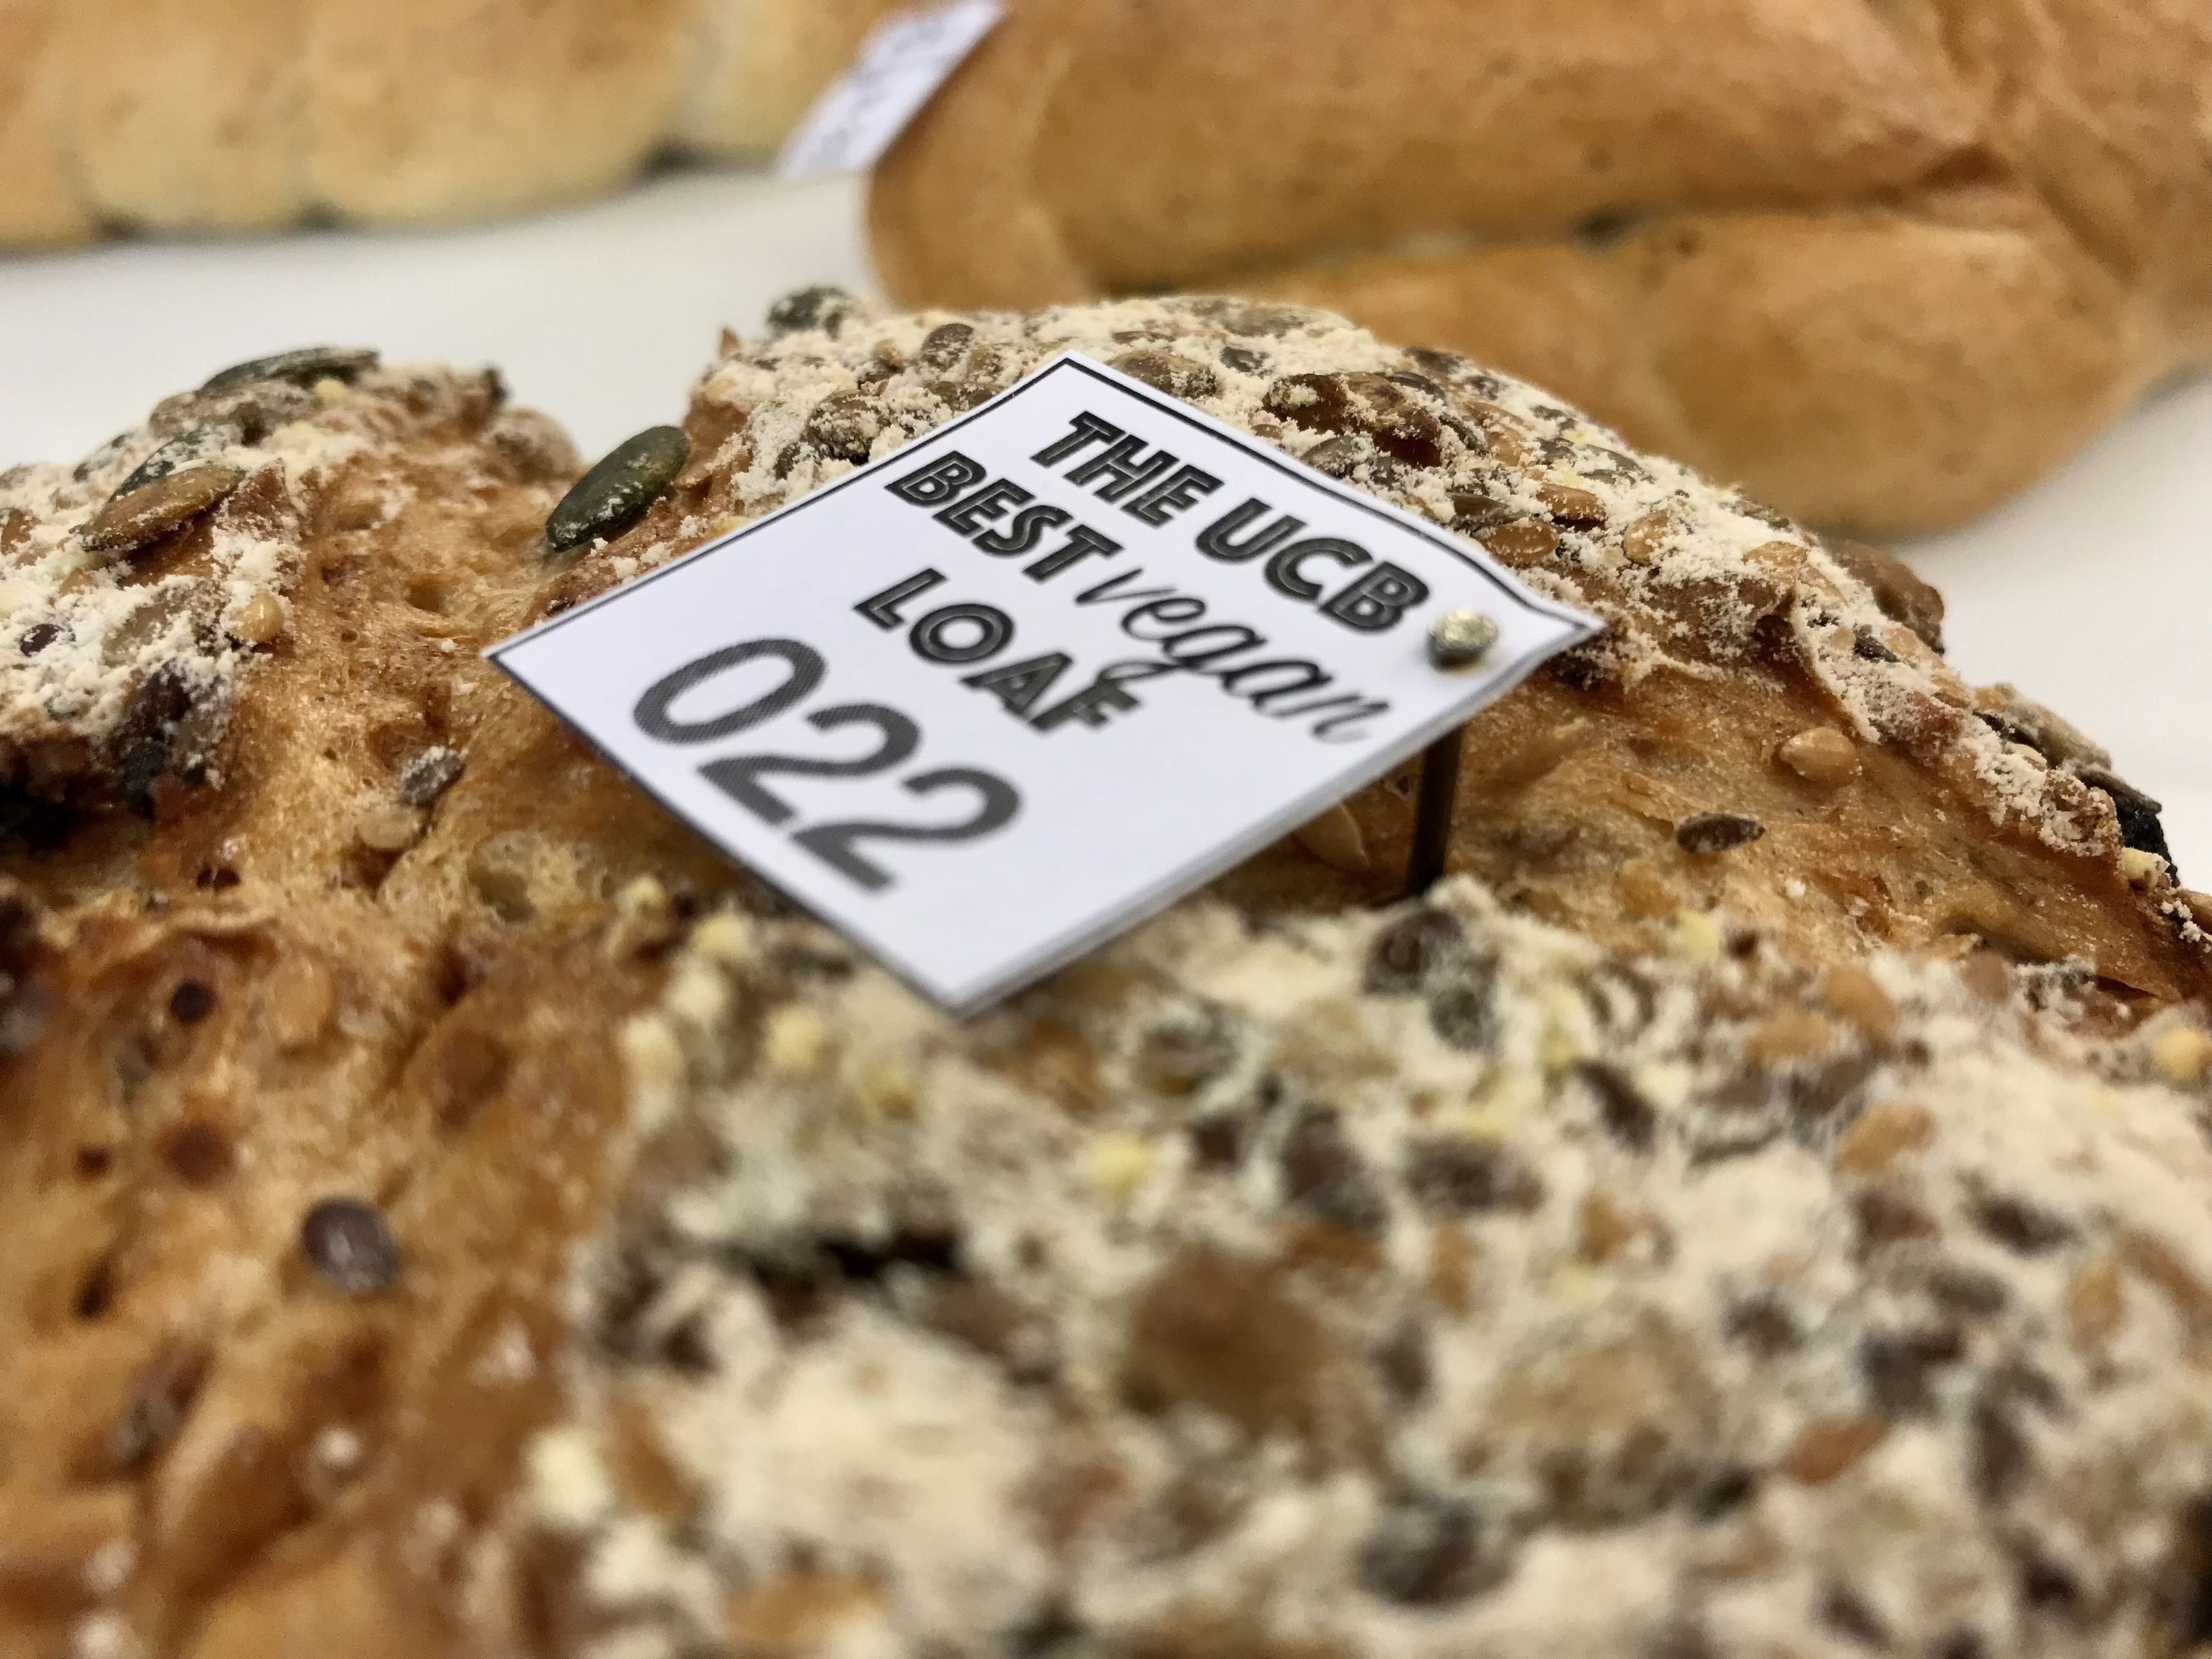 THE UCB
BEST vegan
LOAF
022